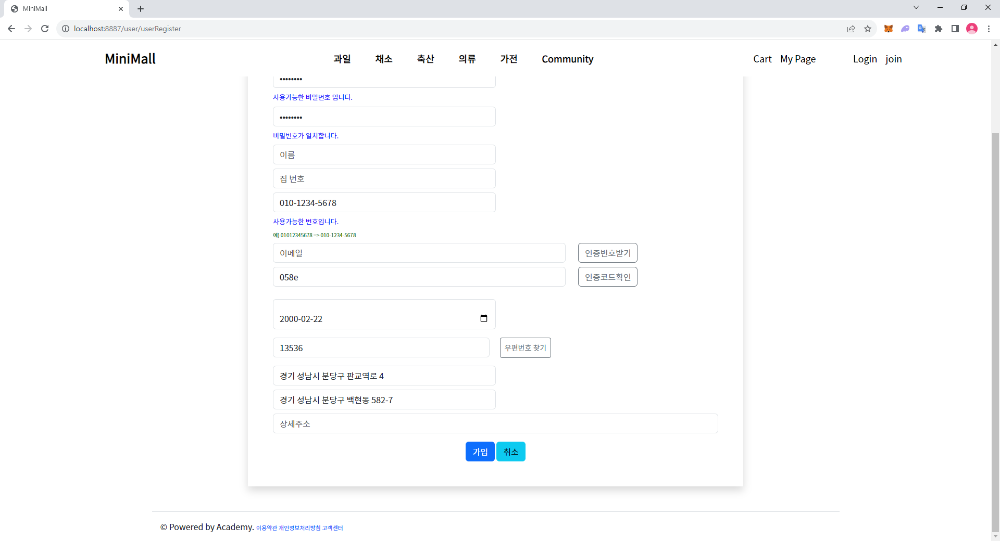 MiniMall
localhost:8887/user/userRegister
MiniMall 과일 채소 축산 의류 가전 Community Cart My Page Login join
••••••••
사용가능한 비밀번호 입니다.
••••••••
비밀번호가 일치합니다.
이름
집 번호
010-1234-5678
사용가능한 번호입니다.
예) 01012345678 => 010-1234-5678
이메일 인증번호받기
058e 인증코드확인
2000-02-22
13536 우편번호 찾기
경기 성남시 분당구 판교역로 4
경기 성남시 분당구 백현동 582-7
상세주소
가입 취소
© Powered by Academy. 이용약관 개인정보처리방침 고객센터